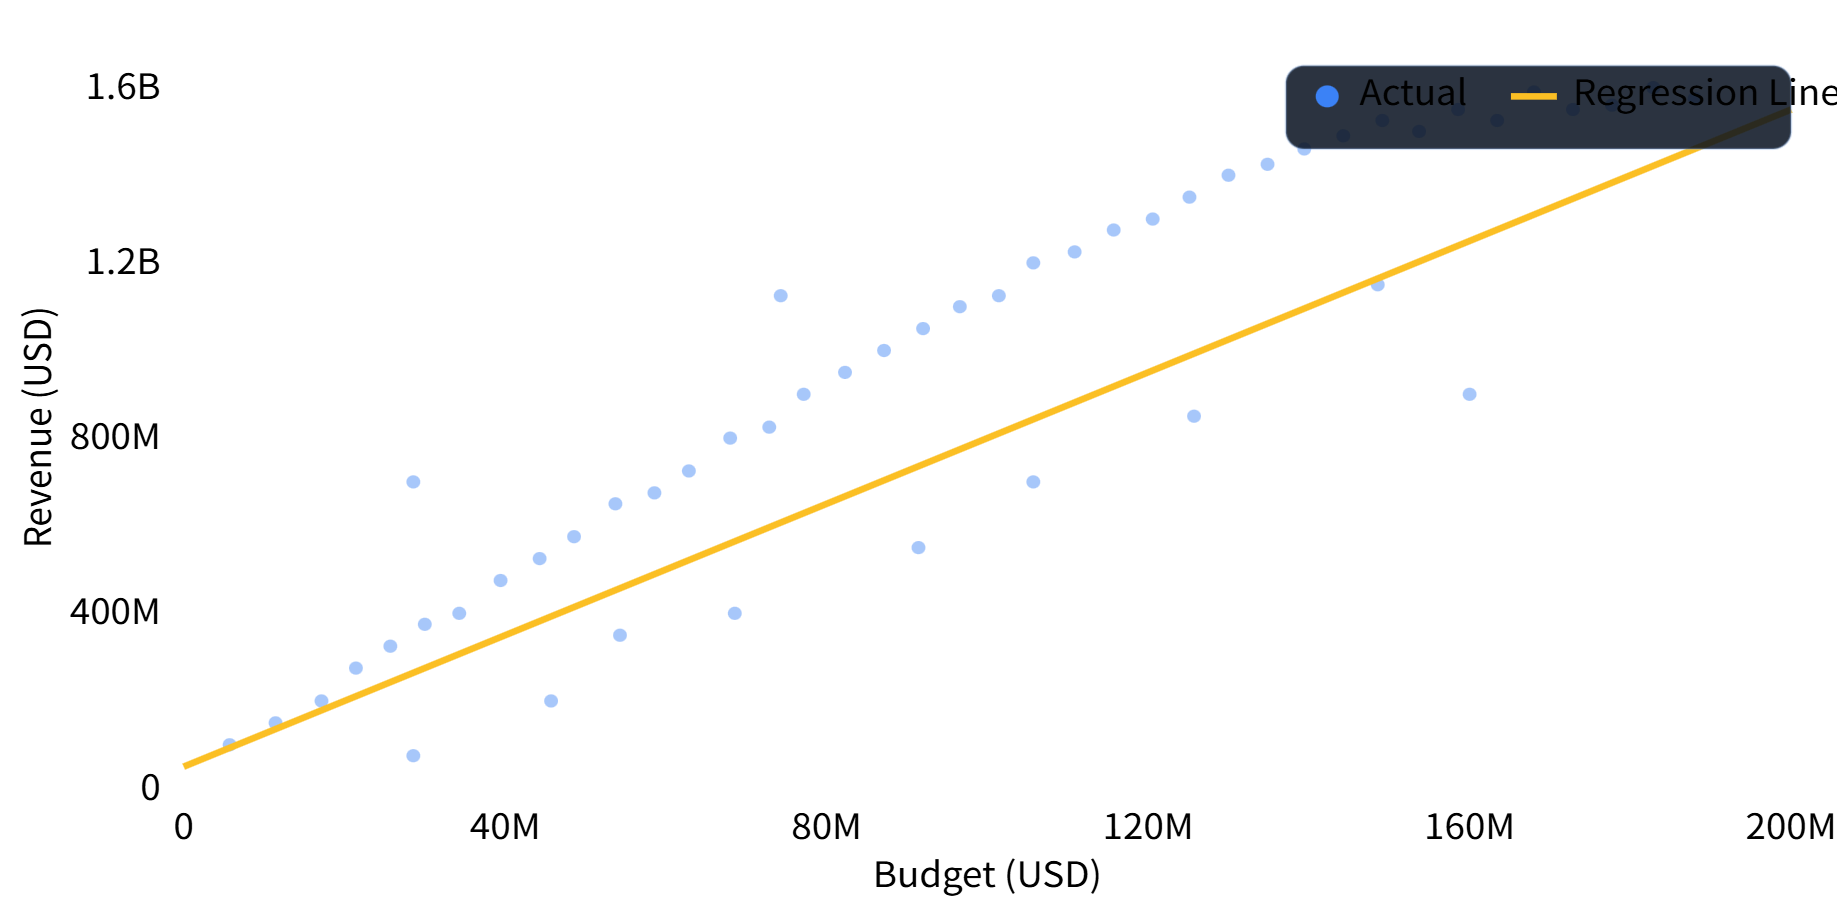 Actual
Regression Line
1.6B
1.2B
800M
400M
0
Revenue (USD)
0
40M
80M
120M
160M
200M
Budget (USD)